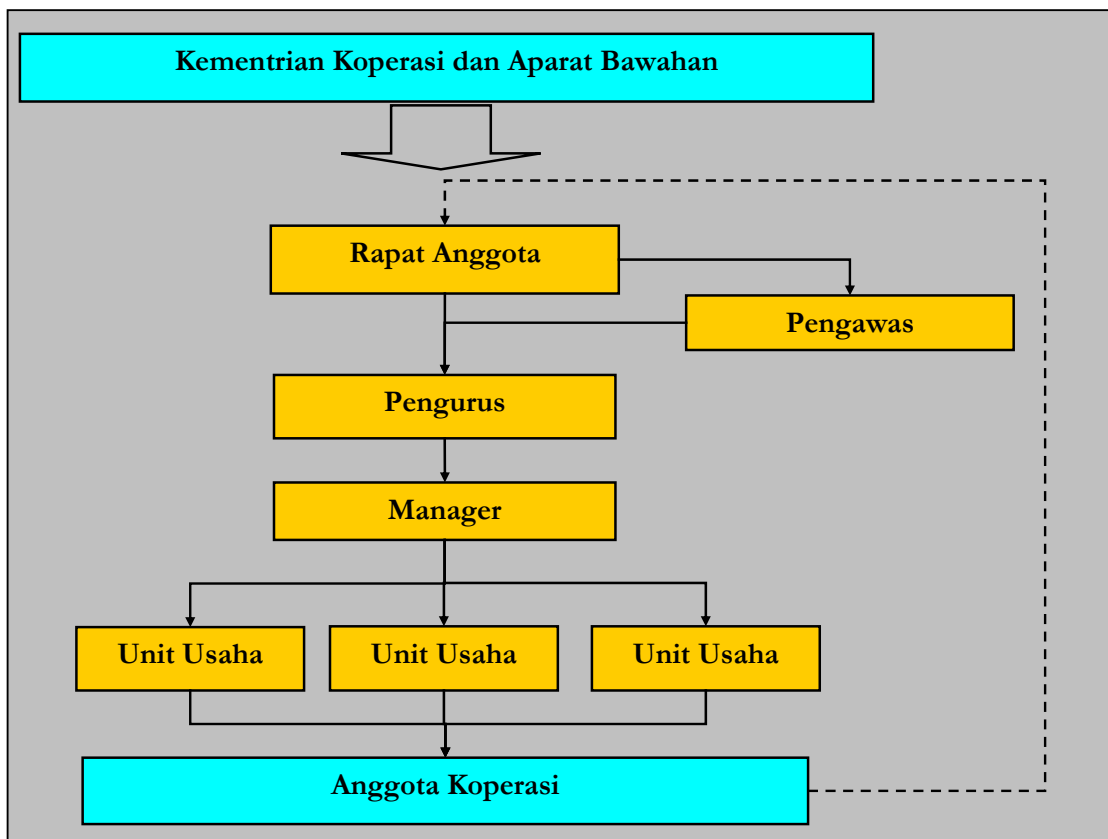 Kementrian Koperasi dan Aparat Bawahan
Rapat Anggota
Pengawas
Pengurus
Manager
Unit Usaha
Unit Usaha
Unit Usaha
Anggota Koperasi